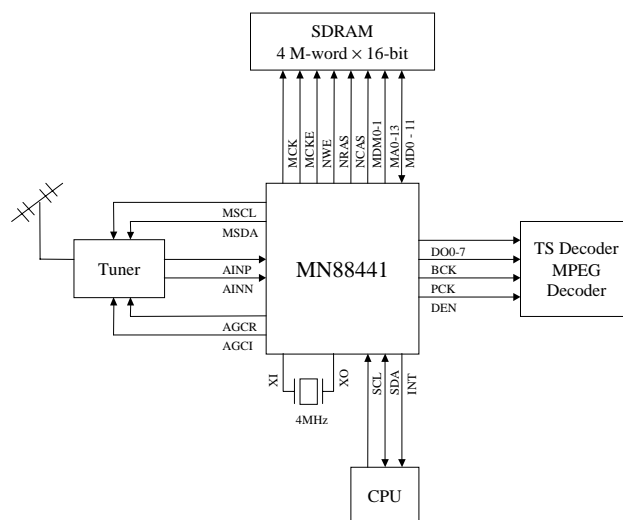 SDRAM
4 M-word × 16-bit
MCK
MCKE
NWE
NRAS
NCAS
MDM0-1
MA0-13
MD0 - 11
MSCL
MSDA
Tuner
AINP
AINN
AGCR
AGCI
MN88441
DO0-7
BCK
PCK
DEN
TS Decoder
MPEG
Decoder
XI
XO
4MHz
SCL
SDA
INT
CPU